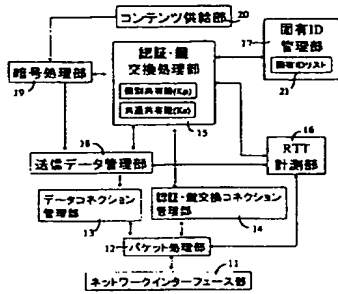 コンテンツ供給部
20
固有ID
管理部
17
固有IDリスト
21
暗号処理部
19
認証・鍵
交換処理部
個別共有鍵(Kp)
共通共有鍵(Kc)
15
18
送信データ管理部
16
RTT
計測部
データコネクション
管理部
13
認証・鍵交換コネクション
管理部
14
12
パケット処理部
11
ネットワークインターフェース部